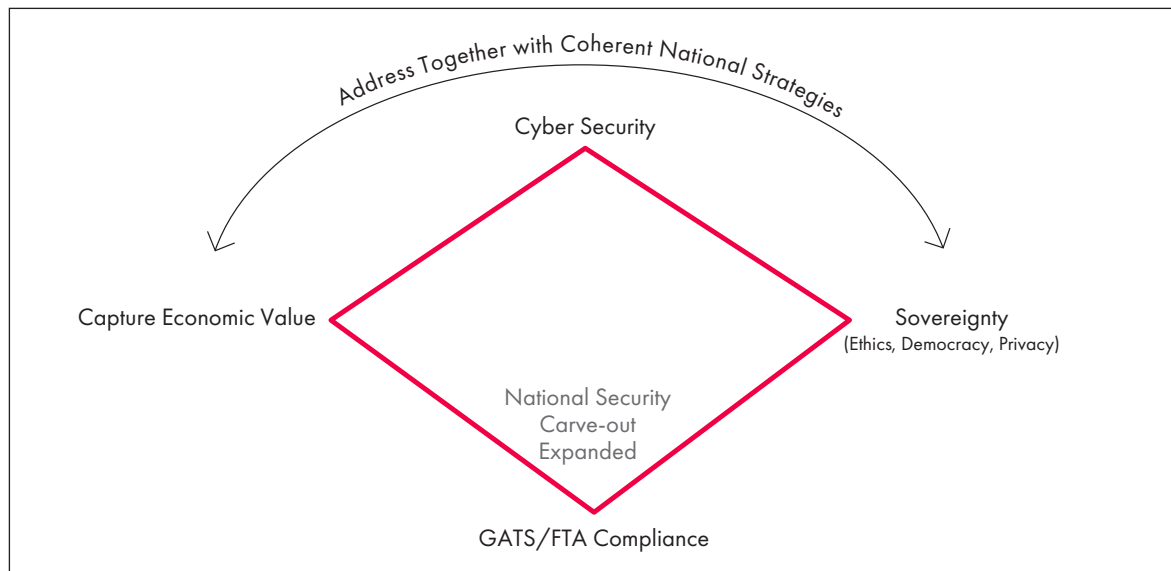 Address Together with Coherent National Strategies
Cyber Security
Capture Economic Value
Sovereignty
(Ethics, Democracy, Privacy)
National Security
Carve-out
Expanded
GATS/FTA Compliance